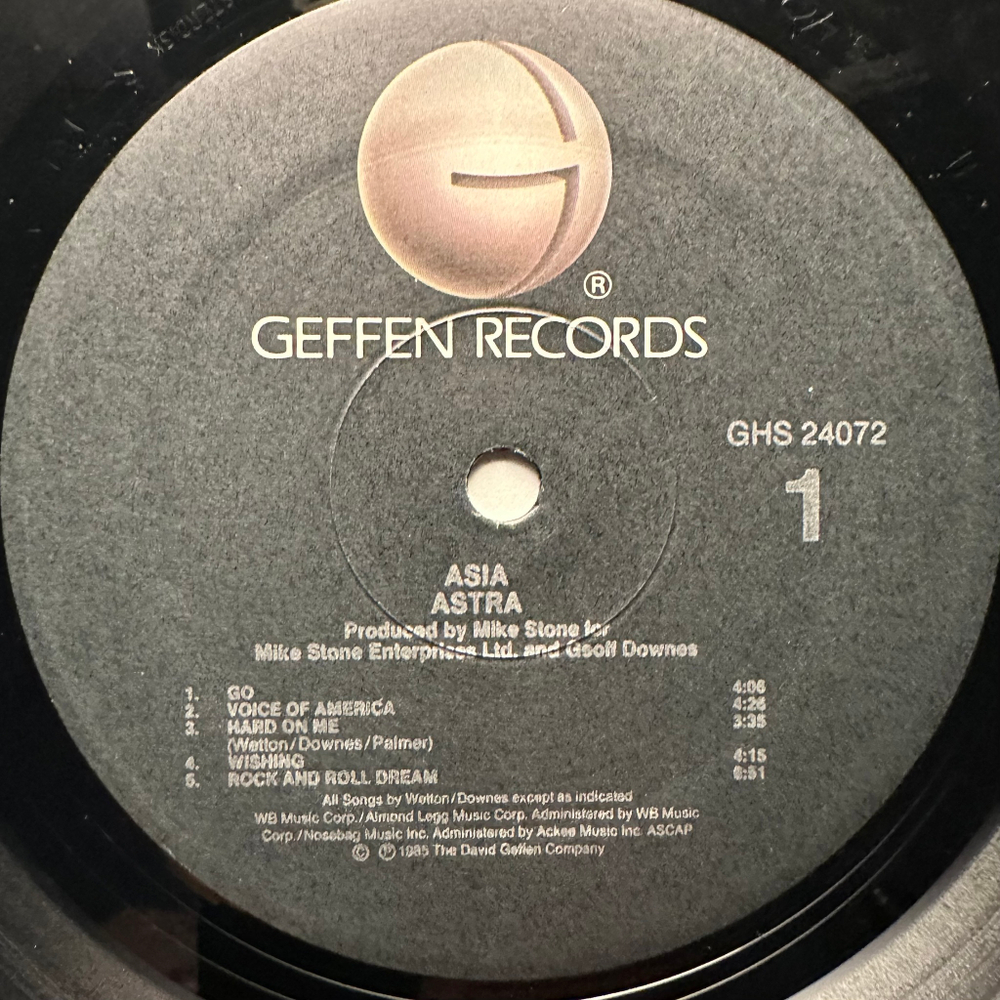 ®
GEFFEN RECORDS
GHS 24072
1
ASIA
ASTRA
Produced by Mike Stone for
Mike Stone Enterprises Ltd. and Geoff Downes
1. GO 4:06
2. VOICE OF AMERICA 4:26
3. HARD ON ME 3:35
(Wetton/Downes/Palmer)
4. WISHING 4:15
5. ROCK AND ROLL DREAM 6:51
All Songs by Wetton/Downes except as indicated
WB Music Corp./Almond Legg Music Corp. Administered by WB Music
Corp./Nosebag Music Inc. Administered by Ackee Music Inc. ASCAP
© ℗ 1985 The David Geffen Company